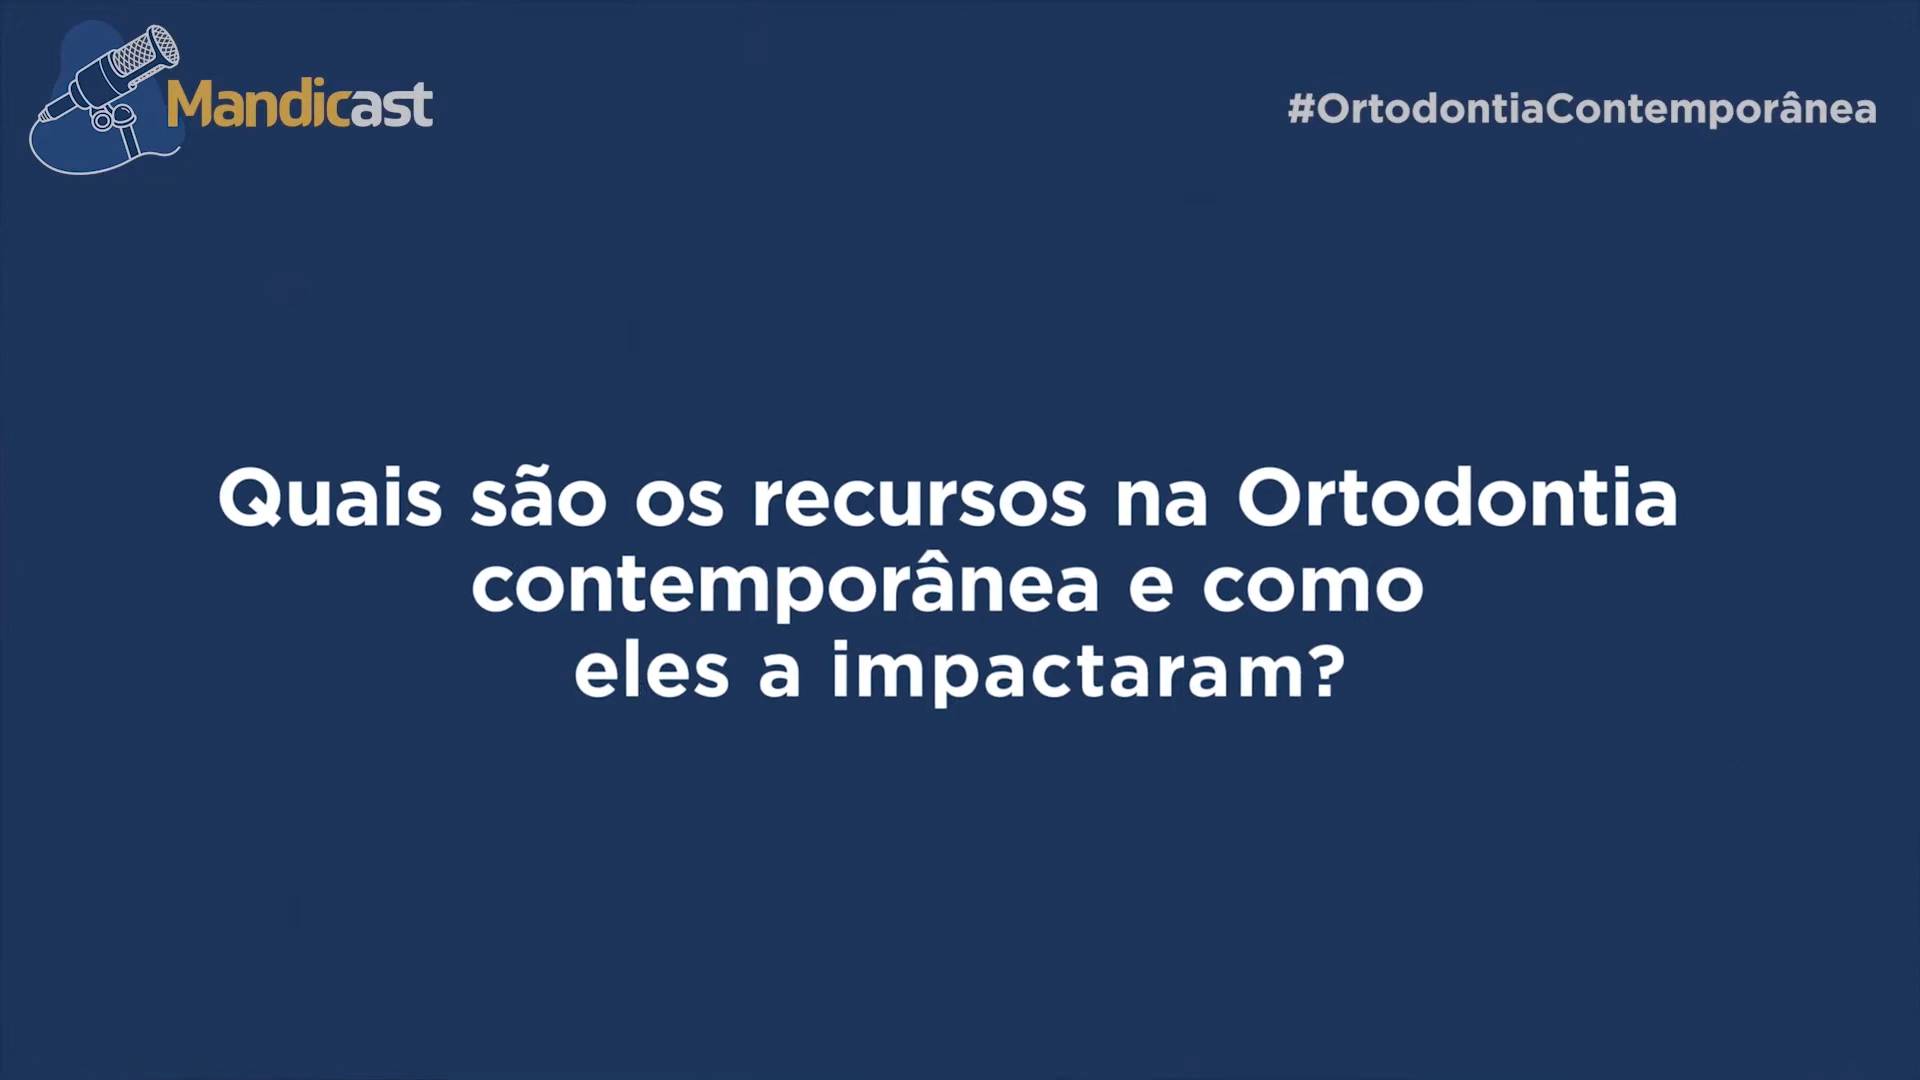 Mandicast
#OrtodontiaContemporânea
Quais são os recursos na Ortodontia
contemporânea e como
eles a impactaram?